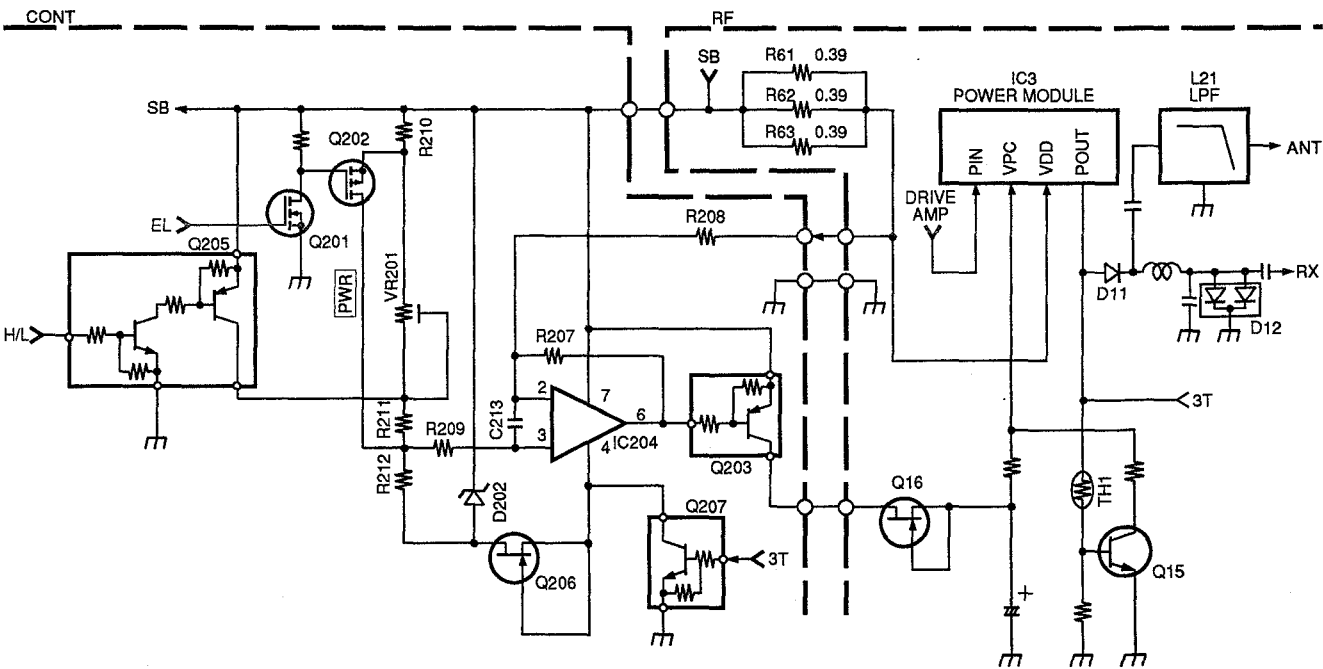 CONT
RF
SB
R61 0.39
R62 0.39
R63 0.39
IC3
POWER MODULE
L21
LPF
SB
Q202
R210
PIN
VPC
VDD
POUT
ANT
DRIVE
AMP
EL
Q201
R208
Q205
PWR
VR201
D11
RX
D12
H/L
R207
2
7
3T
R211
R209
C213
3
6
4
IC204
Q203
R212
D202
Q207
Q16
TH1
3T
Q206
Q15
+